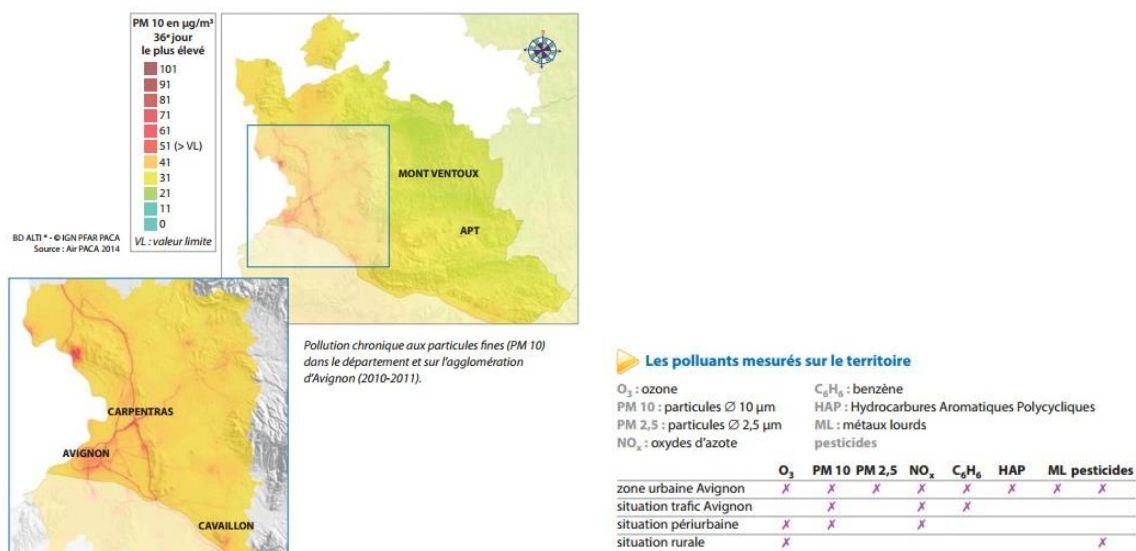 PM 10 en µg/m³
36ᵉ jour
le plus élevé
101
91
81
71
61
51 (> VL)
41
31
21
11
0
VL : valeur limite
BD ALTI ® - © IGN PFAR PACA
Source : Air PACA 2014
MONT VENTOUX
APT
CARPENTRAS
AVIGNON
CAVAILLON
Pollution chronique aux particules fines (PM 10)
dans le département et sur l'agglomération
d'Avignon (2010-2011).
Les polluants mesurés sur le territoire
O₃ : ozone
PM 10 : particules Ø 10 µm
PM 2,5 : particules Ø 2,5 µm
NOₓ : oxydes d'azote
C₆H₆ : benzène
HAP : Hydrocarbures Aromatiques Polycycliques
ML : métaux lourds
pesticides
O₃ PM 10 PM 2,5 NOₓ C₆H₆ HAP ML pesticides
zone urbaine Avignon ✗ ✗ ✗ ✗ ✗ ✗ ✗ ✗
situation trafic Avignon ✗ ✗ ✗
situation périurbaine ✗ ✗ ✗
situation rurale ✗ ✗